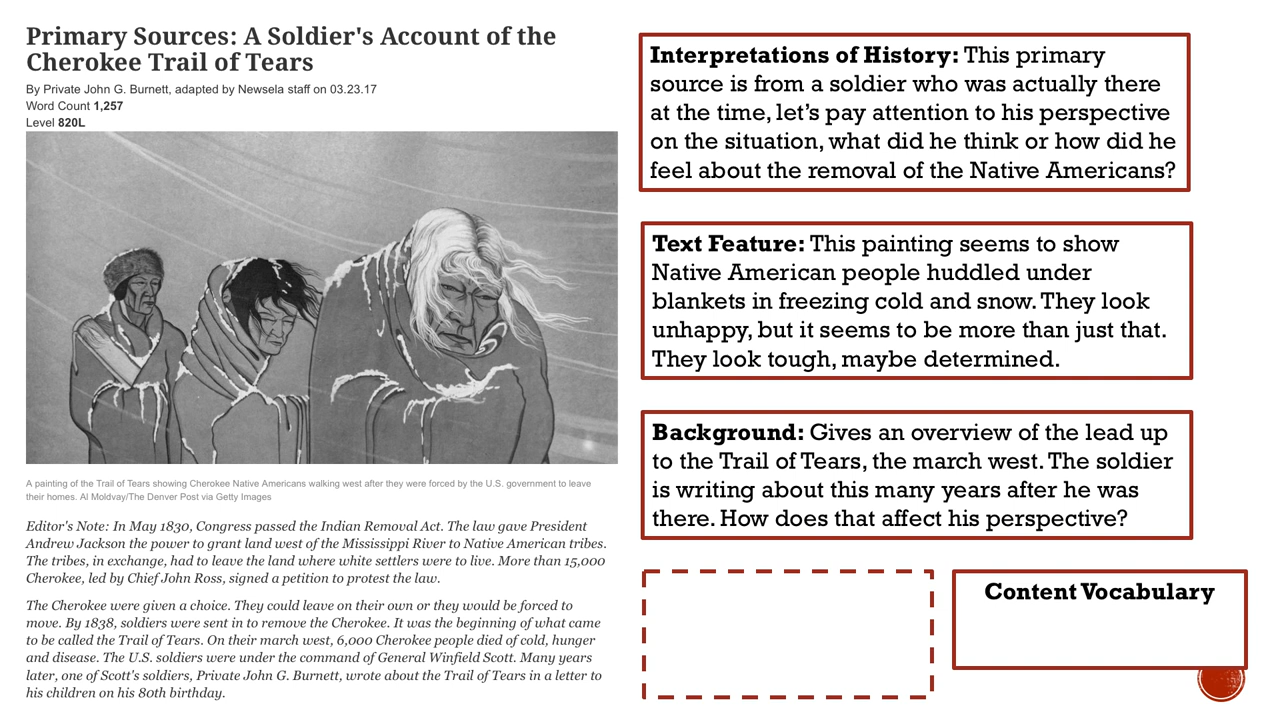 Primary Sources: A Soldier's Account of the
Cherokee Trail of Tears
By Private John G. Burnett, adapted by Newsela staff on 03.23.17
Word Count 1,257
Level 820L
A painting of the Trail of Tears showing Cherokee Native Americans walking west after they were forced by the U.S. government to leave
their homes. Al Moldvay/The Denver Post via Getty Images
Editor's Note: In May 1830, Congress passed the Indian Removal Act. The law gave President
Andrew Jackson the power to grant land west of the Mississippi River to Native American tribes.
The tribes, in exchange, had to leave the land where white settlers were to live. More than 15,000
Cherokee, led by Chief John Ross, signed a petition to protest the law.
The Cherokee were given a choice. They could leave on their own or they would be forced to
move. By 1838, soldiers were sent in to remove the Cherokee. It was the beginning of what came
to be called the Trail of Tears. On their march west, 6,000 Cherokee people died of cold, hunger
and disease. The U.S. soldiers were under the command of General Winfield Scott. Many years
later, one of Scott's soldiers, Private John G. Burnett, wrote about the Trail of Tears in a letter to
his children on his 80th birthday.
Interpretations of History: This primary
source is from a soldier who was actually there
at the time, let's pay attention to his perspective
on the situation, what did he think or how did he
feel about the removal of the Native Americans?
Text Feature: This painting seems to show
Native American people huddled under
blankets in freezing cold and snow. They look
unhappy, but it seems to be more than just that.
They look tough, maybe determined.
Background: Gives an overview of the lead up
to the Trail of Tears, the march west. The soldier
is writing about this many years after he was
there. How does that affect his perspective?
Content Vocabulary